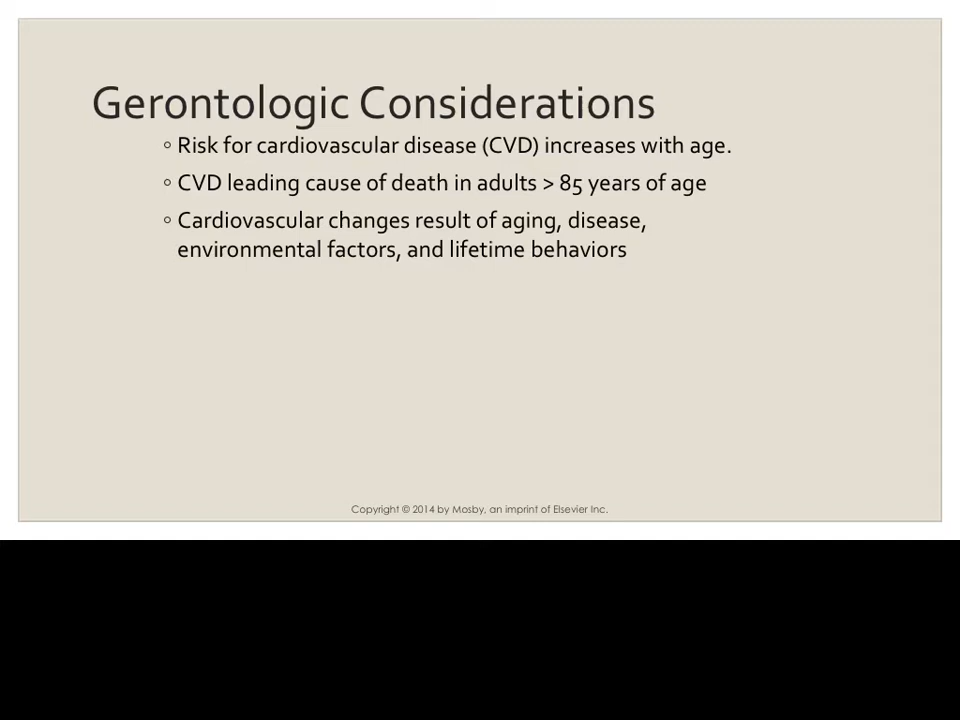 Gerontologic Considerations
◦ Risk for cardiovascular disease (CVD) increases with age.
◦ CVD leading cause of death in adults > 85 years of age
◦ Cardiovascular changes result of aging, disease,
environmental factors, and lifetime behaviors
Copyright © 2014 by Mosby, an imprint of Elsevier Inc.